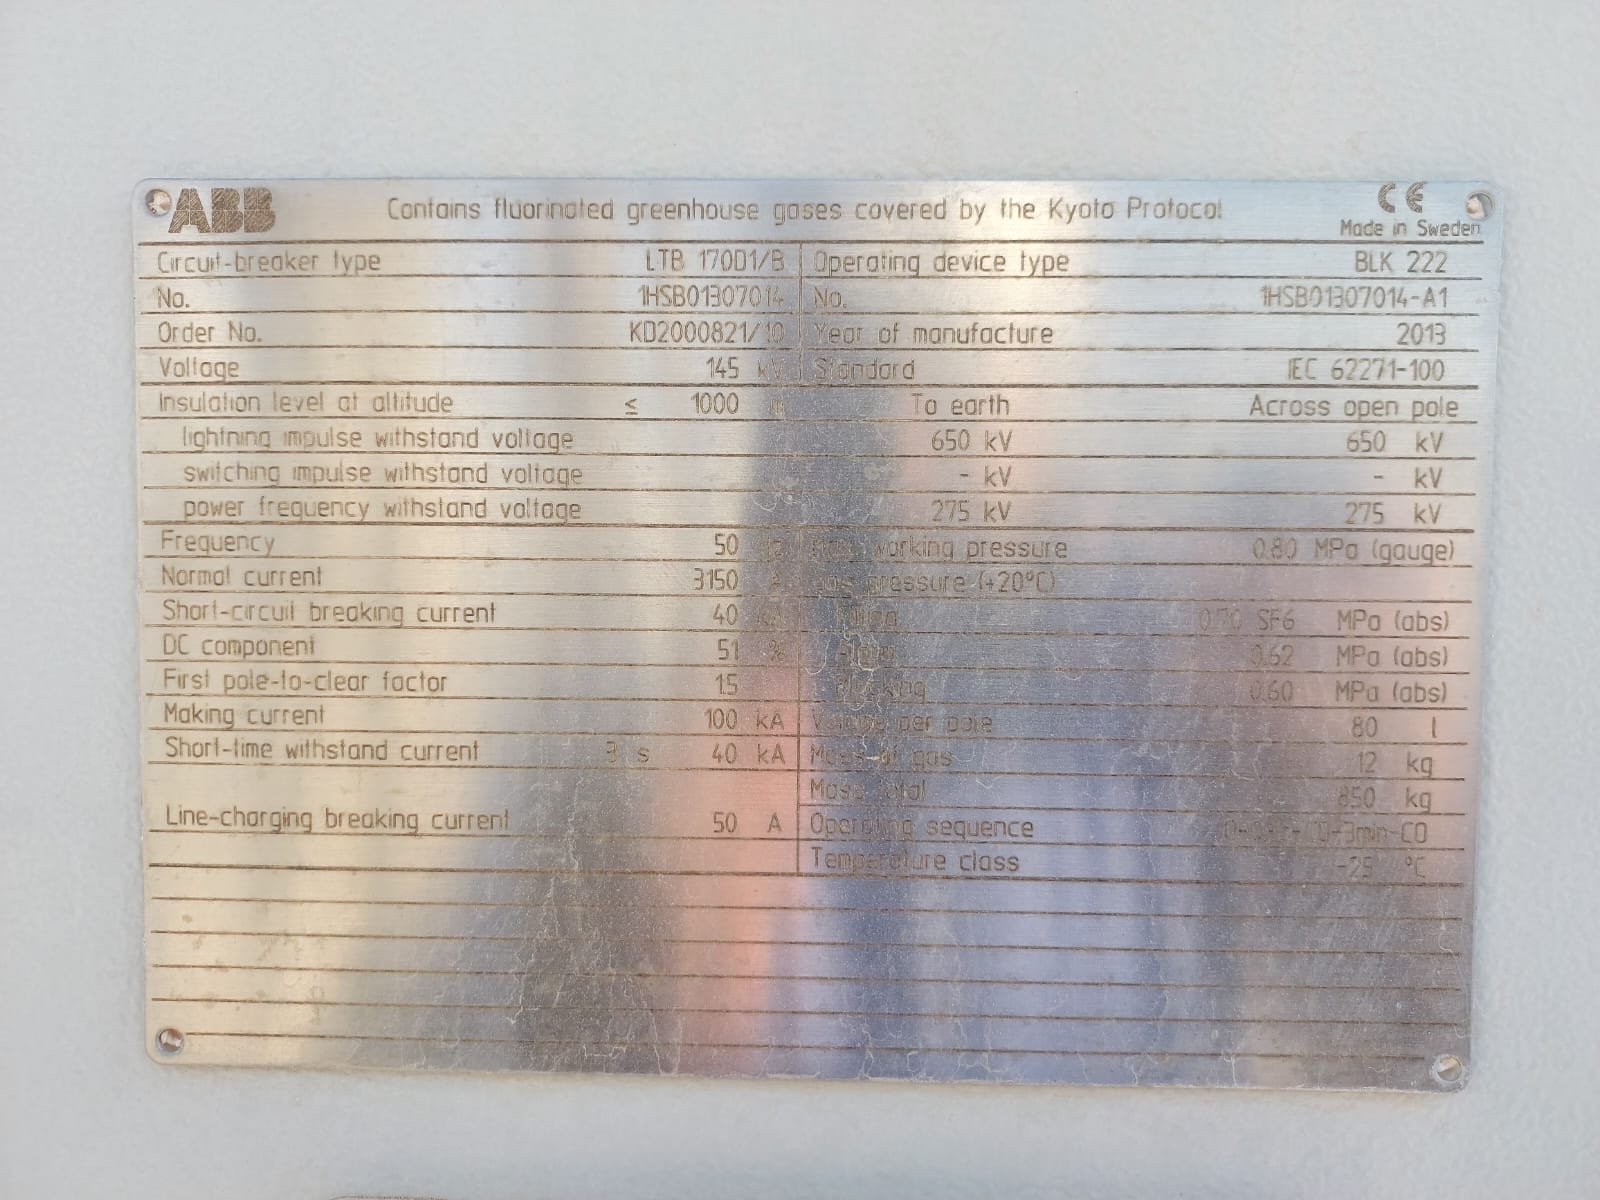 ABB Contains fluorinated greenhouse gases covered by the Kyoto Protocol CE
Made in Sweden
Circuit-breaker type LTB 170D1/B Operating device type BLK 222
No. 1HSB01307014 No. 1HSB01307014-A1
Order No. KD2000821/10 Year of manufacture 2013
Voltage 145 kV Standard IEC 62271-100
Insulation level at altitude ≤ 1000 m To earth Across open pole
lightning impulse withstand voltage 650 kV 650 kV
switching impulse withstand voltage - kV - kV
power frequency withstand voltage 275 kV 275 kV
Frequency 50 Max working pressure 0.80 MPa (gauge)
Normal current 3150 A Gas pressure (+20°C)
Short-circuit breaking current 40 kA Filling 0.70 SF6 MPa (abs)
DC component 51 % 0.62 MPa (abs)
First pole-to-clear factor 1.5 Blocking 0.60 MPa (abs)
Making current 100 kA Volume per pole 80 l
Short-time withstand current 3 s 40 kA Mass of gas 12 kg
Mass total 850 kg
Line-charging breaking current 50 A Operating sequence CO-3min-CO
Temperature class -25 °C